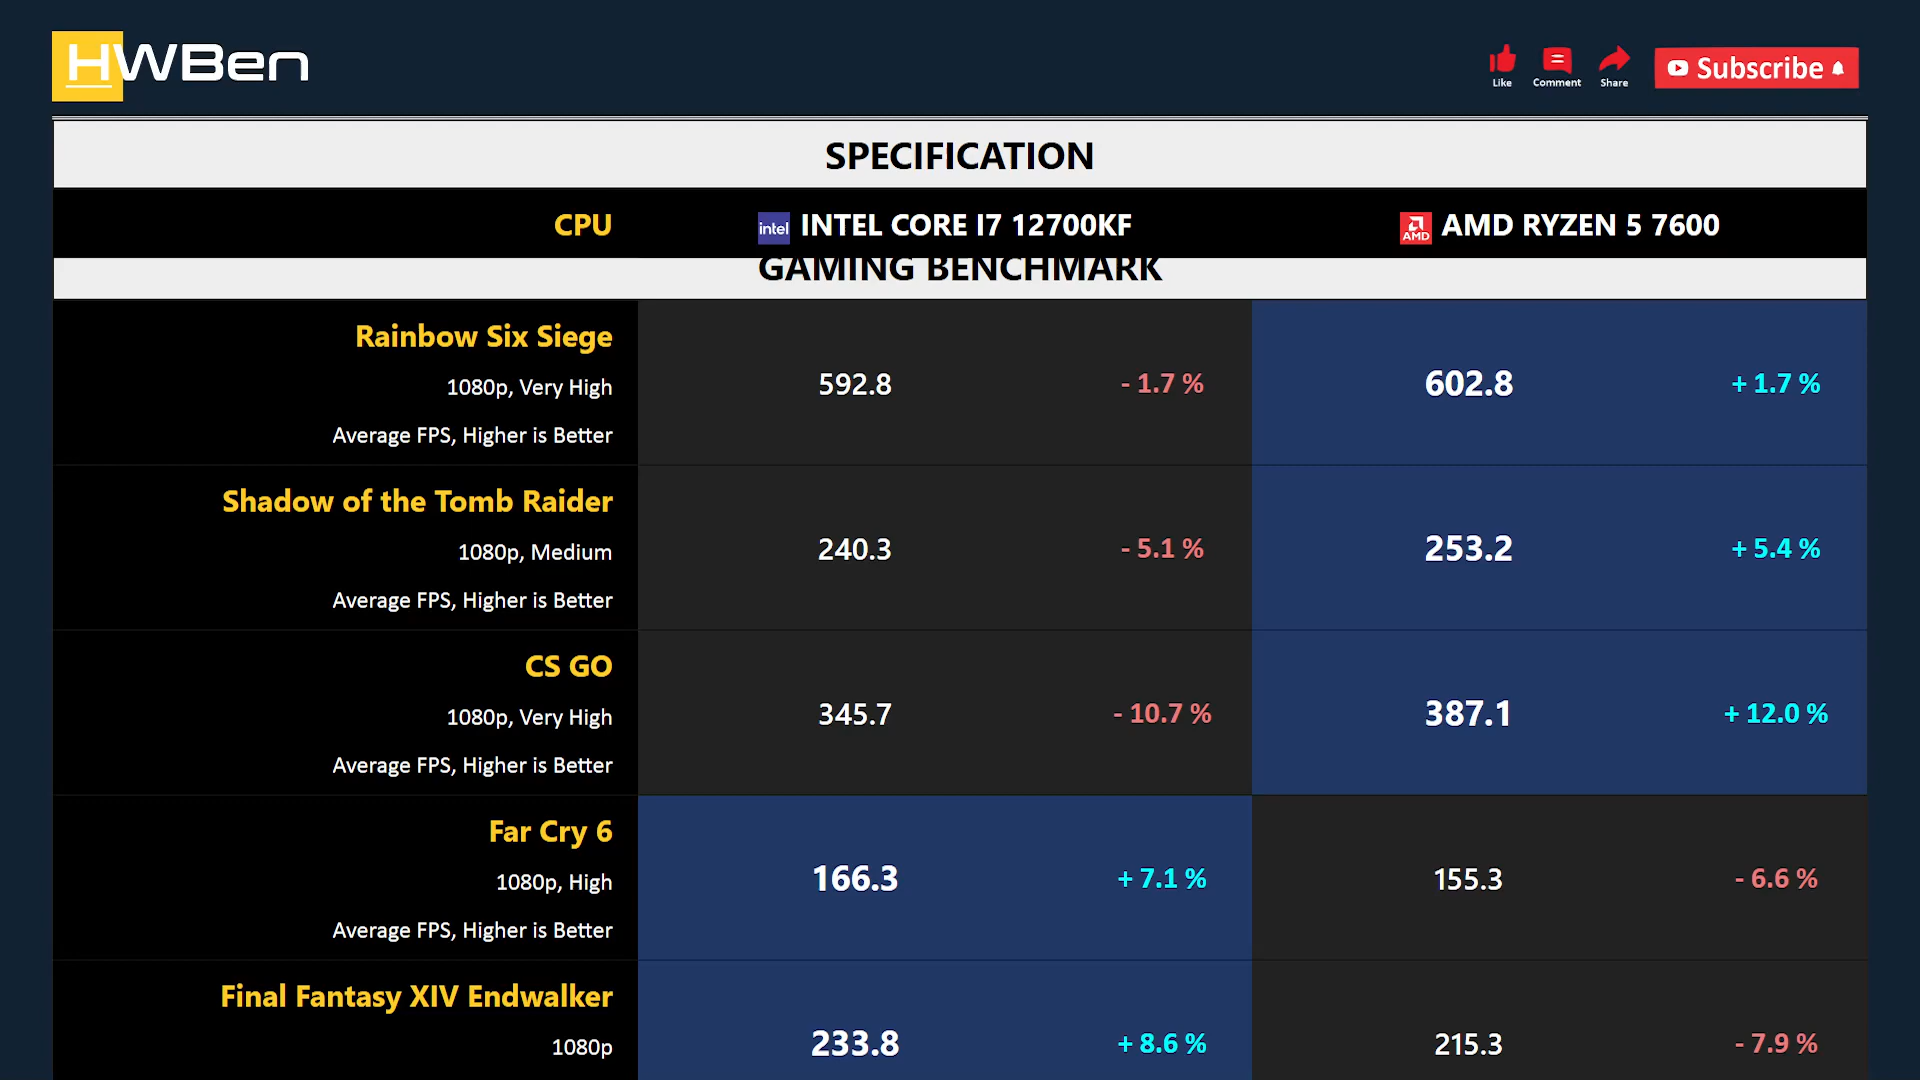 HWBen
Like
Comment
Share
Subscribe
SPECIFICATION
CPU
intel INTEL CORE I7 12700KF
AMD AMD RYZEN 5 7600
GAMING BENCHMARK
Rainbow Six Siege
1080p, Very High
Average FPS, Higher is Better
592.8 - 1.7 %
602.8 + 1.7 %
Shadow of the Tomb Raider
1080p, Medium
Average FPS, Higher is Better
240.3 - 5.1 %
253.2 + 5.4 %
CS GO
1080p, Very High
Average FPS, Higher is Better
345.7 - 10.7 %
387.1 + 12.0 %
Far Cry 6
1080p, High
Average FPS, Higher is Better
166.3 + 7.1 %
155.3 - 6.6 %
Final Fantasy XIV Endwalker
1080p
233.8 + 8.6 %
215.3 - 7.9 %